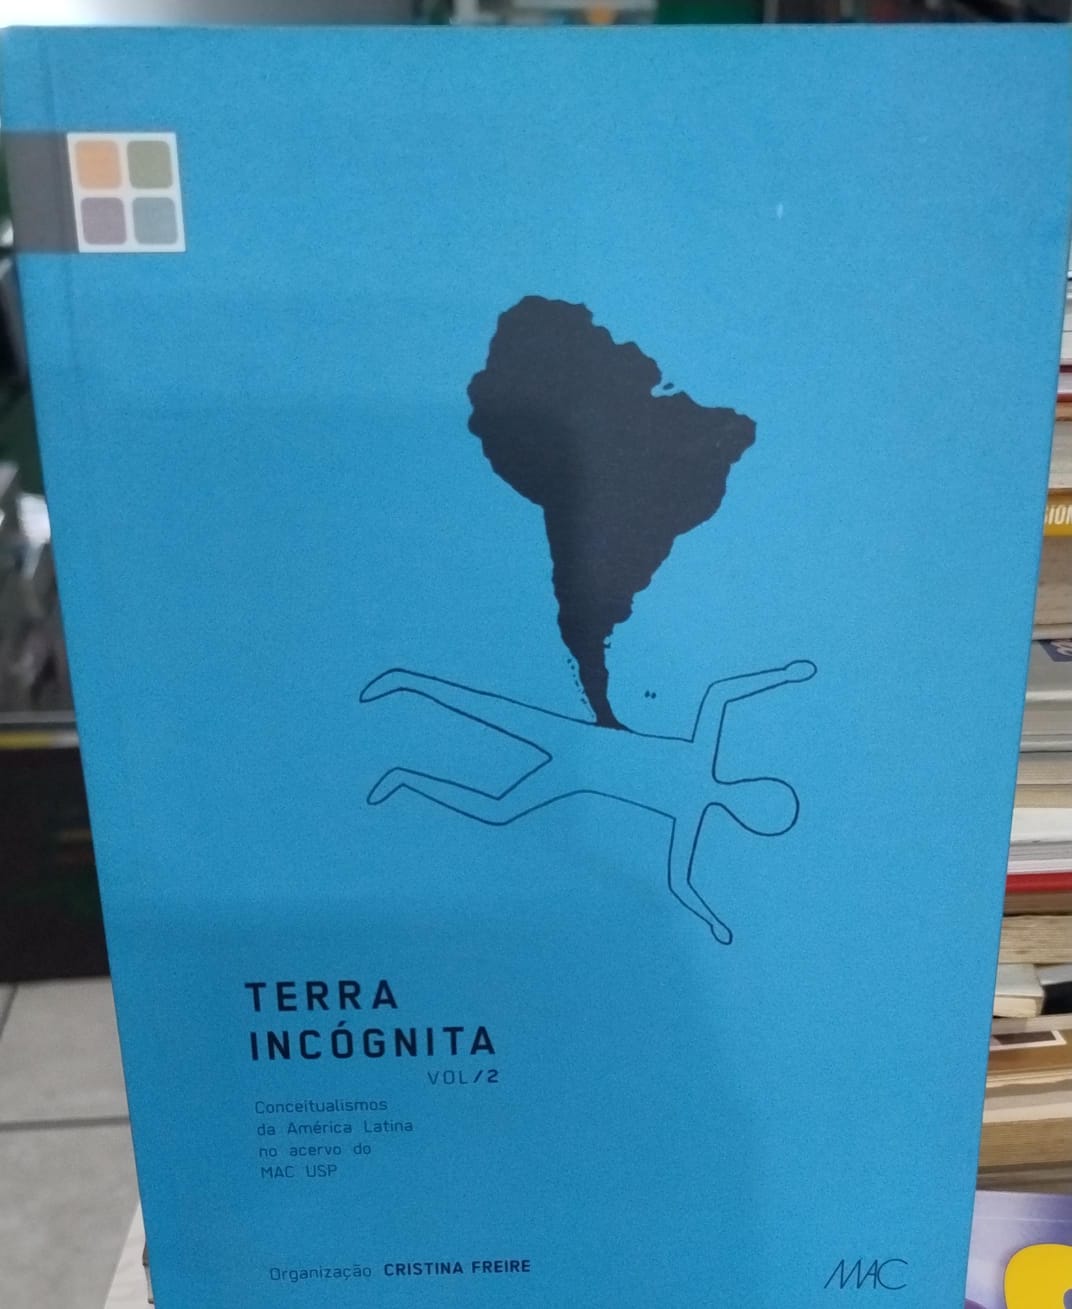 TERRA
INCÓGNITA
VOL/2
Conceitualismos
da América Latina
no acervo do
MAC USP
Organização CRISTINA FREIRE
MAC